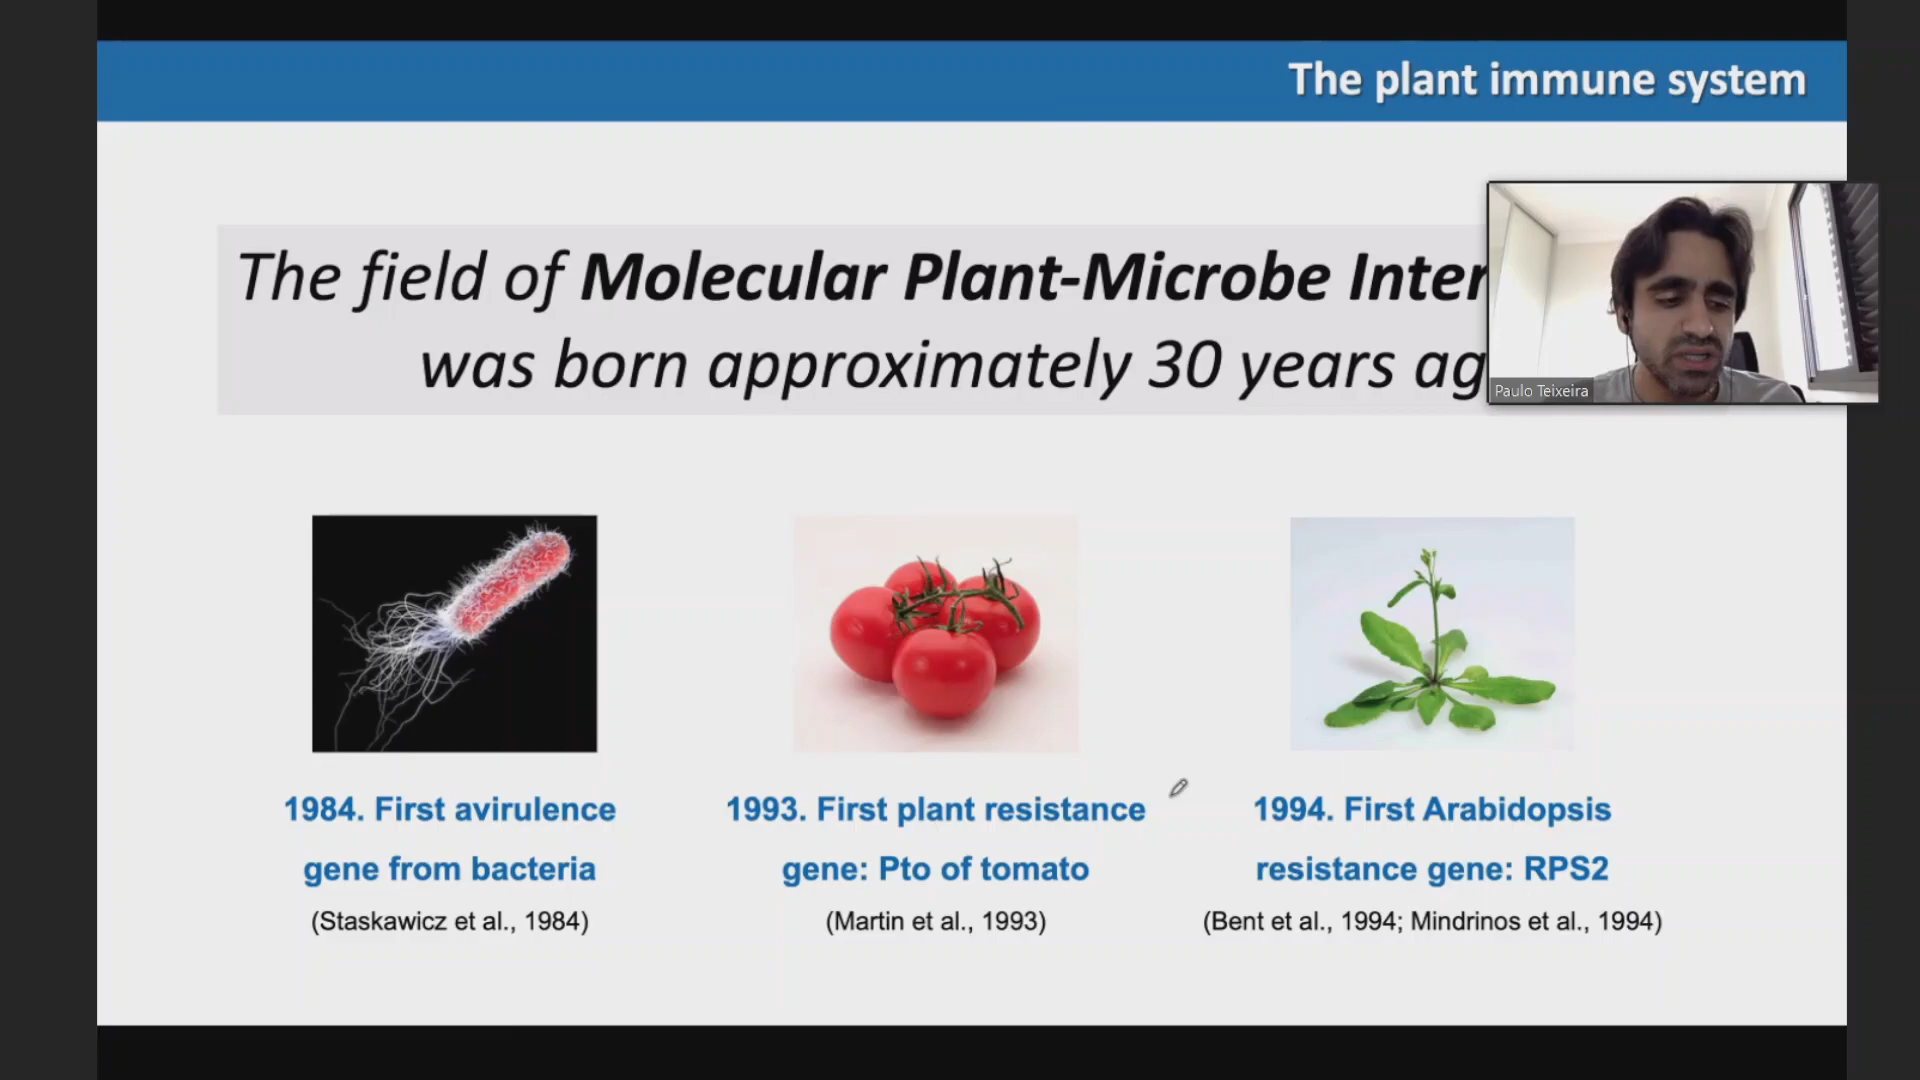 The plant immune system
The field of Molecular Plant-Microbe Inter
was born approximately 30 years ag
Paulo Teixeira
1984. First avirulence
gene from bacteria
(Staskawicz et al., 1984)
1993. First plant resistance
gene: Pto of tomato
(Martin et al., 1993)
1994. First Arabidopsis
resistance gene: RPS2
(Bent et al., 1994; Mindrinos et al., 1994)